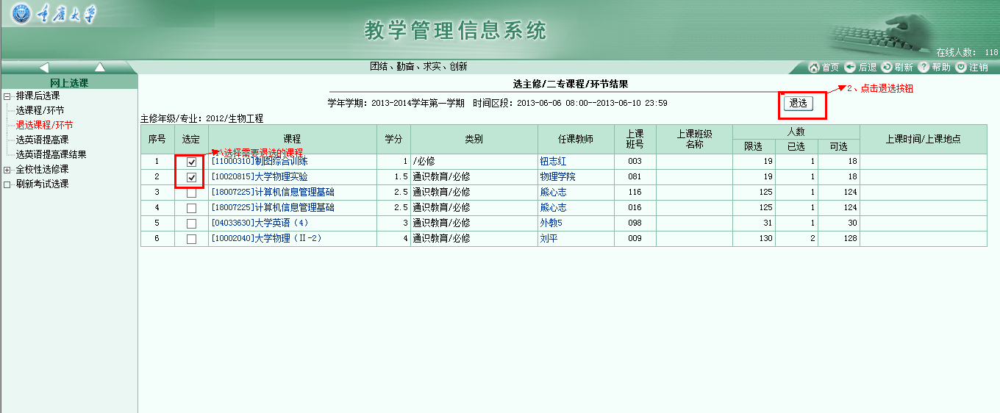 重庆大学
教学管理信息系统
在线人数： 118
团结、勤奋、求实、创新
首页 后退 刷新 帮助 注销
网上选课
排课后选课
选课程/环节
退选课程/环节
选英语提高课
选英语提高课结果
全校性选修课
刷新考试选课
选主修/二专课程/环节结果
学年学期：2013-2014学年第一学期 时间区段：2013-06-06 08:00--2013-06-10 23:59
退选
2、点击退选按钮
主修年级/专业：2012/生物工程
序号 选定 课程 学分 类别 任课教师 上课班号 上课班级名称 人数 上课时间/上课地点
限选 已选 可选
1\选择需要退选的课程
1 [11000310]制图综合训练 1 /必修 钮志红 003 19 1 18
2 [10020815]大学物理实验 1.5 通识教育/必修 物理学院 081 19 1 18
3 [18007225]计算机信息管理基础 2.5 通识教育/必修 熊心志 116 125 1 124
4 [18007225]计算机信息管理基础 2.5 通识教育/必修 熊心志 016 125 1 124
5 [04033630]大学英语（4） 3 通识教育/必修 外教5 098 31 1 30
6 [10002040]大学物理（Ⅱ-2） 4 通识教育/必修 刘平 009 130 2 128